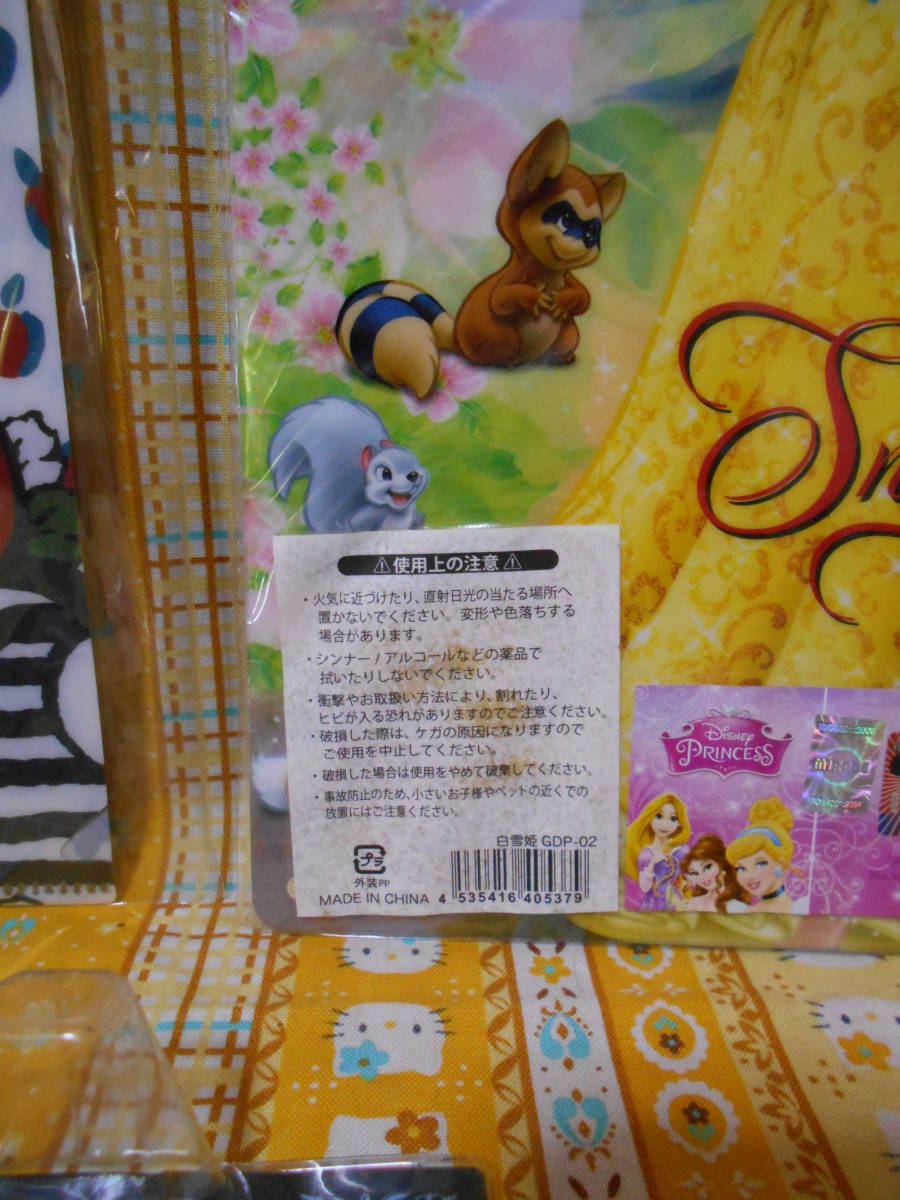 Sn
⚠使用上の注意⚠
・火気に近づけたり、直射日光の当たる場所へ
置かないでください。変形や色落ちする
場合があります。
・シンナー/アルコールなどの薬品で
拭いたりしないでください。
・衝撃やお取扱い方法により、割れたり、
ヒビが入る恐れがありますのでご注意ください。
・破損した際は、ケガの原因になりますので
ご使用を中止してください。
・破損した場合は使用をやめて破棄してください。
・事故防止のため、小さいお子様やペットの近くでの
放置にはご注意ください。
白雪姫 GDP-02
プラ
外装PP
MADE IN CHINA
4 535416 405379
DISNEY
PRINCESS